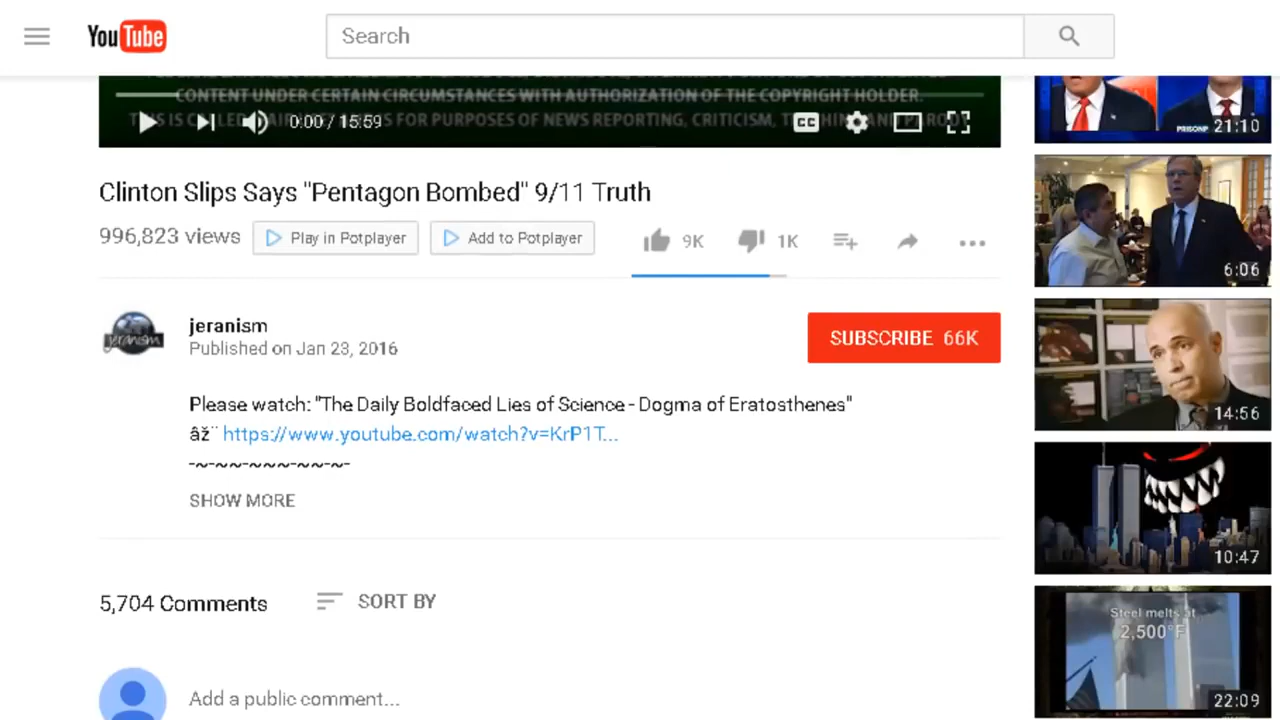 YouTube
Search
CONTENT UNDER CERTAIN CIRCUMSTANCES WITH AUTHORIZATION OF THE COPYRIGHT HOLDER.
IS FOR PURPOSES OF NEWS REPORTING, CRITICISM,
0:00 / 15:59
CC
21:10
Clinton Slips Says "Pentagon Bombed" 9/11 Truth
996,823 views
Play in Potplayer
Add to Potplayer
9K
1K
6:06
jeranism
jeranism
Published on Jan 23, 2016
SUBSCRIBE 66K
Please watch: "The Daily Boldfaced Lies of Science - Dogma of Eratosthenes"
âž¨ https://www.youtube.com/watch?v=KrP1T...
-~-~~-~~~-~~-~-
SHOW MORE
14:56
10:47
5,704 Comments
SORT BY
Steel melts at
2,500°F
22:09
Add a public comment...